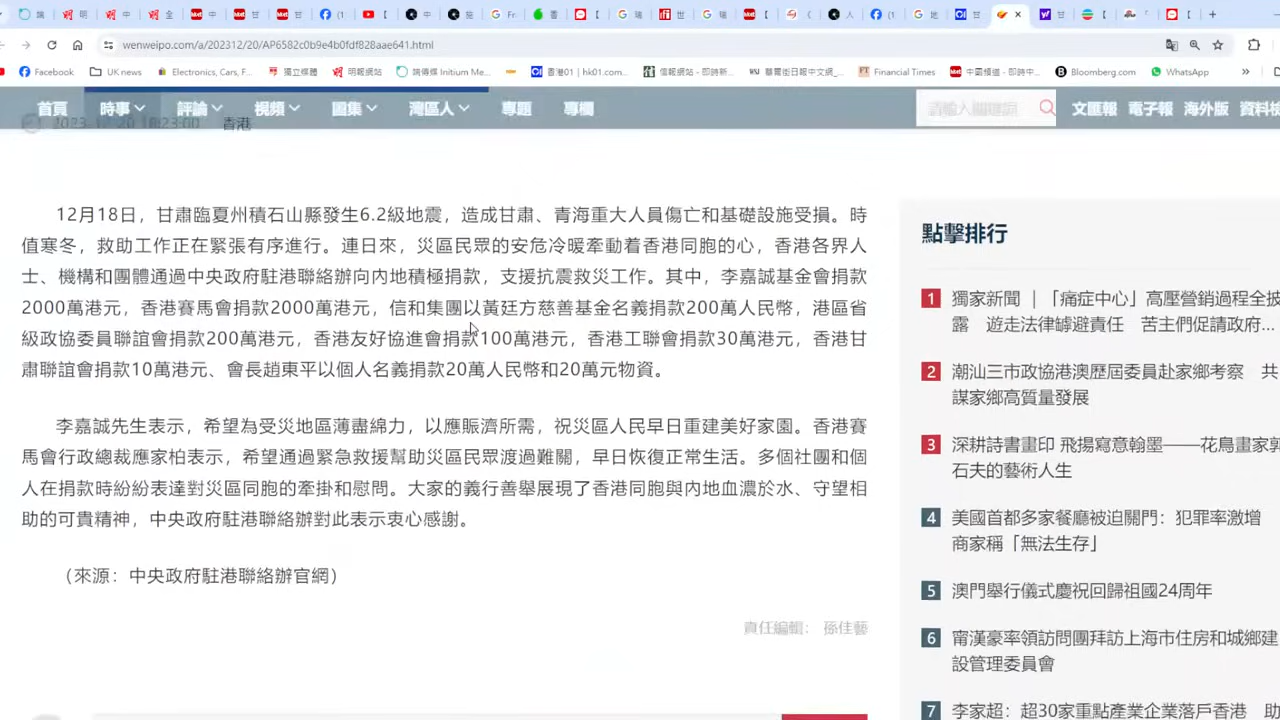 wenweipo.com/a/202312/20/AP6582c0b9e4b0fdf828aae641.html
Facebook
UK news
Electronics, Cars, F...
獨立媒體
明報網站
端傳媒 Initium Me...
香港01 | hk01.com...
信報網站 - 即時新...
華爾街日報中文網_...
Financial Times
中國頻道 - 即時中...
Bloomberg.com
WhatsApp
首頁
時事
評論
視頻
圖集
灣區人
專題
專欄
請輸入關鍵詞
文匯報
電子報
海外版
香港
12月18日，甘肅臨夏州積石山縣發生6.2級地震，造成甘肅、青海重大人員傷亡和基礎設施受損。時
值寒冬，救助工作正在緊張有序進行。連日來，災區民眾的安危冷暖牽動着香港同胞的心，香港各界人
士、機構和團體通過中央政府駐港聯絡辦向內地積極捐款，支援抗震救災工作。其中，李嘉誠基金會捐款
2000萬港元，香港賽馬會捐款2000萬港元，信和集團以黃廷方慈善基金名義捐款200萬人民幣，港區省
級政協委員聯誼會捐款200萬港元，香港友好協進會捐款100萬港元，香港工聯會捐款30萬港元，香港甘
肅聯誼會捐款10萬港元、會長趙東平以個人名義捐款20萬人民幣和20萬元物資。
李嘉誠先生表示，希望為受災地區薄盡綿力，以應賑濟所需，祝災區人民早日重建美好家園。香港賽
馬會行政總裁應家柏表示，希望通過緊急救援幫助災區民眾渡過難關，早日恢復正常生活。多個社團和個
人在捐款時紛紛表達對災區同胞的牽掛和慰問。大家的義行善舉展現了香港同胞與內地血濃於水、守望相
助的可貴精神，中央政府駐港聯絡辦對此表示衷心感謝。
（來源：中央政府駐港聯絡辦官網）
責任編輯： 孫佳藝
點擊排行
1 獨家新聞 ｜「痛症中心」高壓營銷過程全披
露 遊走法律罅避責任 苦主們促請政府...
2 潮汕三市政協港澳歷屆委員赴家鄉考察 共
謀家鄉高質量發展
3 深耕詩書畫印 飛揚寫意翰墨——花鳥畫家郭
石夫的藝術人生
4 美國首都多家餐廳被迫關門：犯罪率激增
商家稱「無法生存」
5 澳門舉行儀式慶祝回歸祖國24周年
6 甯漢豪率領訪問團拜訪上海市住房和城鄉建
設管理委員會
7 李家超：超30家重點產業企業落戶香港 助